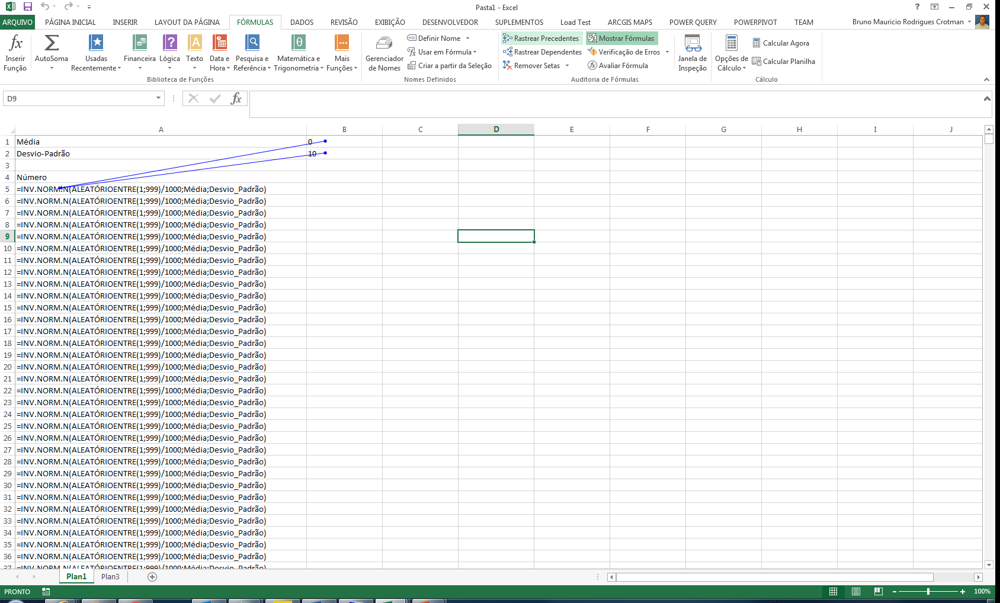 Pasta1 - Excel
ARQUIVO PÁGINA INICIAL INSERIR LAYOUT DA PÁGINA FÓRMULAS DADOS REVISÃO EXIBIÇÃO DESENVOLVEDOR SUPLEMENTOS Load Test ARCGIS MAPS POWER QUERY POWERPIVOT TEAM Bruno Mauricio Rodrigues Crotman
Inserir Função
AutoSoma
Usadas Recentemente
Financeira
Lógica
Texto
Data e Hora
Pesquisa e Referência
Matemática e Trigonometria
Mais Funções
Biblioteca de Funções
Gerenciador de Nomes
Definir Nome
Usar em Fórmula
Criar a partir da Seleção
Nomes Definidos
Rastrear Precedentes
Rastrear Dependentes
Remover Setas
Mostrar Fórmulas
Verificação de Erros
Avaliar Fórmula
Auditoria de Fórmulas
Janela de Inspeção
Opções de Cálculo
Calcular Agora
Calcular Planilha
Cálculo
D9 fx
A B C D E F G H I J
1 Média 0
2 Desvio-Padrão 10
3
4 Número
5 =INV.NORM.N(ALEATÓRIOENTRE(1;999)/1000;Média;Desvio_Padrão)
6 =INV.NORM.N(ALEATÓRIOENTRE(1;999)/1000;Média;Desvio_Padrão)
7 =INV.NORM.N(ALEATÓRIOENTRE(1;999)/1000;Média;Desvio_Padrão)
8 =INV.NORM.N(ALEATÓRIOENTRE(1;999)/1000;Média;Desvio_Padrão)
9 =INV.NORM.N(ALEATÓRIOENTRE(1;999)/1000;Média;Desvio_Padrão)
10 =INV.NORM.N(ALEATÓRIOENTRE(1;999)/1000;Média;Desvio_Padrão)
11 =INV.NORM.N(ALEATÓRIOENTRE(1;999)/1000;Média;Desvio_Padrão)
12 =INV.NORM.N(ALEATÓRIOENTRE(1;999)/1000;Média;Desvio_Padrão)
13 =INV.NORM.N(ALEATÓRIOENTRE(1;999)/1000;Média;Desvio_Padrão)
14 =INV.NORM.N(ALEATÓRIOENTRE(1;999)/1000;Média;Desvio_Padrão)
15 =INV.NORM.N(ALEATÓRIOENTRE(1;999)/1000;Média;Desvio_Padrão)
16 =INV.NORM.N(ALEATÓRIOENTRE(1;999)/1000;Média;Desvio_Padrão)
17 =INV.NORM.N(ALEATÓRIOENTRE(1;999)/1000;Média;Desvio_Padrão)
18 =INV.NORM.N(ALEATÓRIOENTRE(1;999)/1000;Média;Desvio_Padrão)
19 =INV.NORM.N(ALEATÓRIOENTRE(1;999)/1000;Média;Desvio_Padrão)
20 =INV.NORM.N(ALEATÓRIOENTRE(1;999)/1000;Média;Desvio_Padrão)
21 =INV.NORM.N(ALEATÓRIOENTRE(1;999)/1000;Média;Desvio_Padrão)
22 =INV.NORM.N(ALEATÓRIOENTRE(1;999)/1000;Média;Desvio_Padrão)
23 =INV.NORM.N(ALEATÓRIOENTRE(1;999)/1000;Média;Desvio_Padrão)
24 =INV.NORM.N(ALEATÓRIOENTRE(1;999)/1000;Média;Desvio_Padrão)
25 =INV.NORM.N(ALEATÓRIOENTRE(1;999)/1000;Média;Desvio_Padrão)
26 =INV.NORM.N(ALEATÓRIOENTRE(1;999)/1000;Média;Desvio_Padrão)
27 =INV.NORM.N(ALEATÓRIOENTRE(1;999)/1000;Média;Desvio_Padrão)
28 =INV.NORM.N(ALEATÓRIOENTRE(1;999)/1000;Média;Desvio_Padrão)
29 =INV.NORM.N(ALEATÓRIOENTRE(1;999)/1000;Média;Desvio_Padrão)
30 =INV.NORM.N(ALEATÓRIOENTRE(1;999)/1000;Média;Desvio_Padrão)
31 =INV.NORM.N(ALEATÓRIOENTRE(1;999)/1000;Média;Desvio_Padrão)
32 =INV.NORM.N(ALEATÓRIOENTRE(1;999)/1000;Média;Desvio_Padrão)
33 =INV.NORM.N(ALEATÓRIOENTRE(1;999)/1000;Média;Desvio_Padrão)
34 =INV.NORM.N(ALEATÓRIOENTRE(1;999)/1000;Média;Desvio_Padrão)
35 =INV.NORM.N(ALEATÓRIOENTRE(1;999)/1000;Média;Desvio_Padrão)
36 =INV.NORM.N(ALEATÓRIOENTRE(1;999)/1000;Média;Desvio_Padrão)
37 =INV.NORM.N(ALEATÓRIOENTRE(1;999)/1000;Média;Desvio_Padrão)
Plan1 Plan3
PRONTO 100%